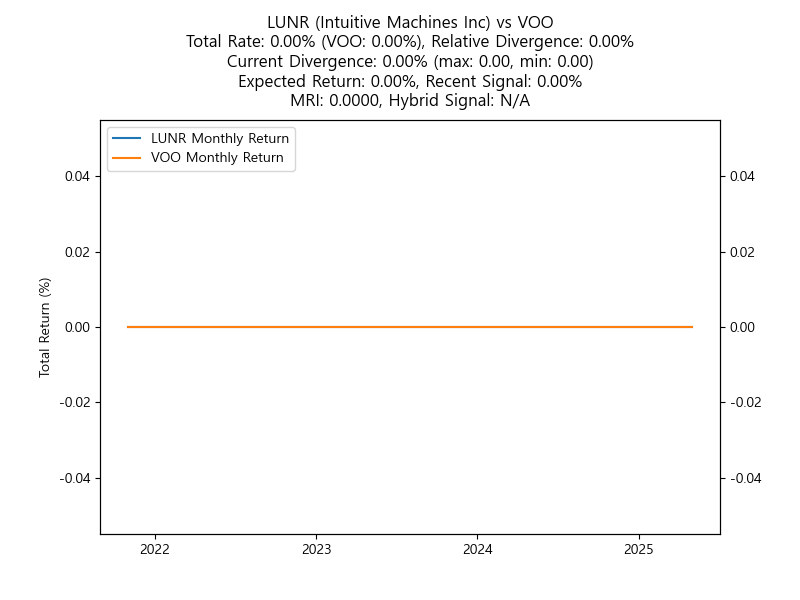 LUNR (Intuitive Machines Inc) vs VOO
Total Rate: 0.00% (VOO: 0.00%), Relative Divergence: 0.00%
Current Divergence: 0.00% (max: 0.00, min: 0.00)
Expected Return: 0.00%, Recent Signal: 0.00%
MRI: 0.0000, Hybrid Signal: N/A
LUNR Monthly Return
VOO Monthly Return
Total Return (%)
0.04
0.02
0.00
-0.02
-0.04
0.04
0.02
0.00
-0.02
-0.04
2022
2023
2024
2025